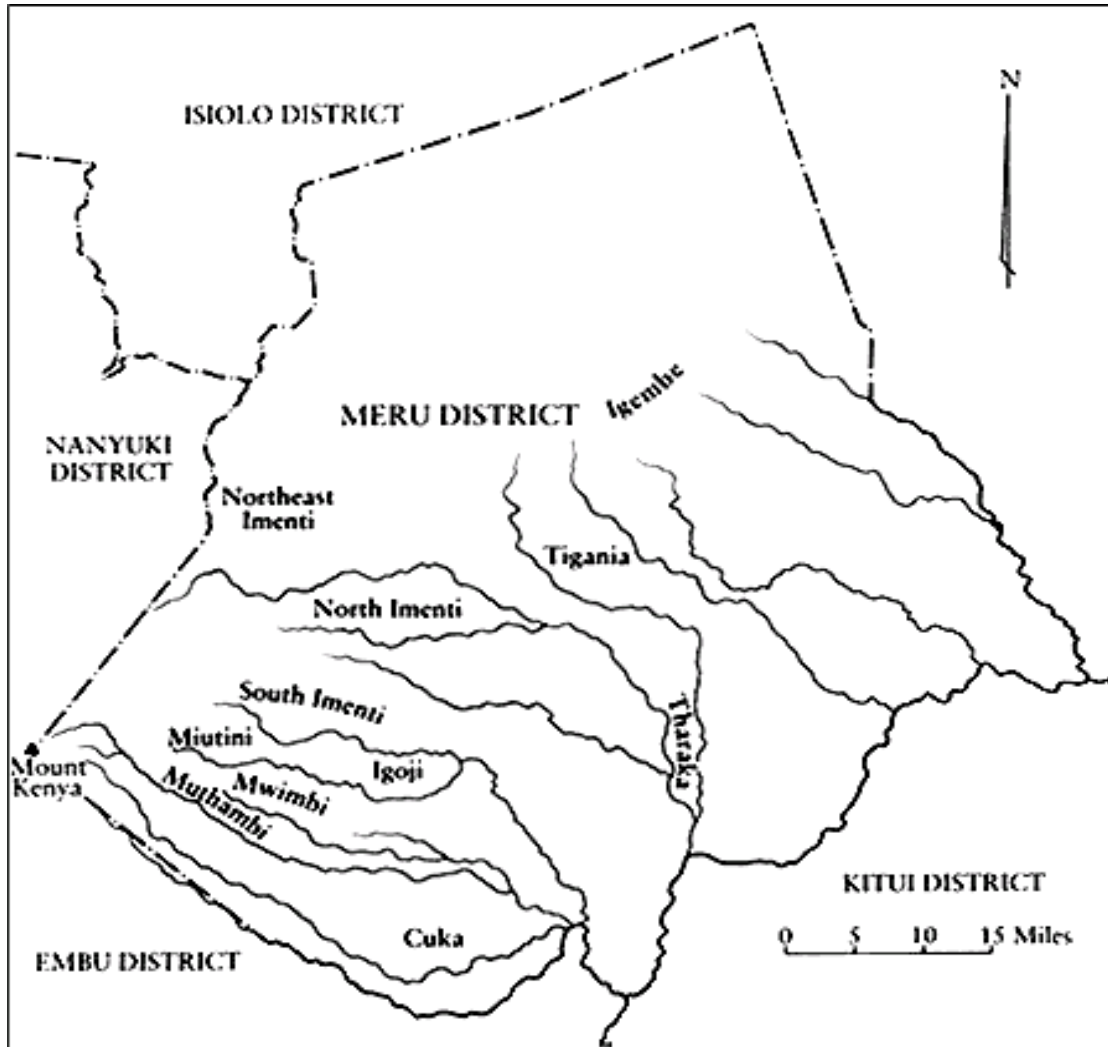 N
ISIOLO DISTRICT
Igembe
MERU DISTRICT
NANYUKI
DISTRICT
Northeast
Imenti
Tigania
North Imenti
South Imenti
Tharaka
Miutini
Igoji
Mount
Kenya
Mwimbi
Muthambi
KITUI DISTRICT
Cuka
0 5 10 15 Miles
EMBU DISTRICT